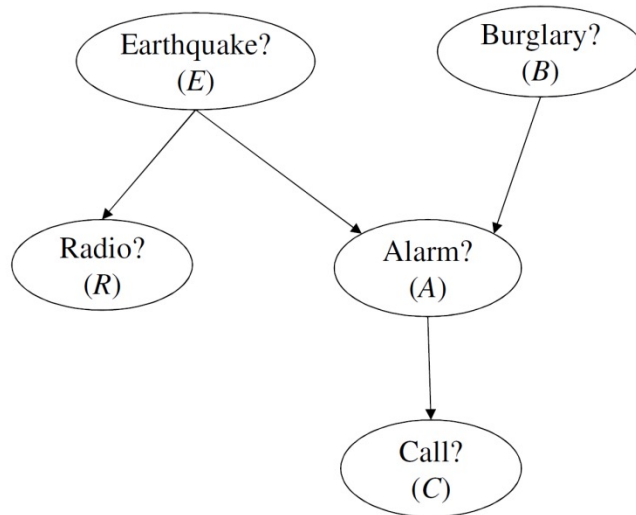 Earthquake?
(E)
Burglary?
(B)
Radio?
(R)
Alarm?
(A)
Call?
(C)